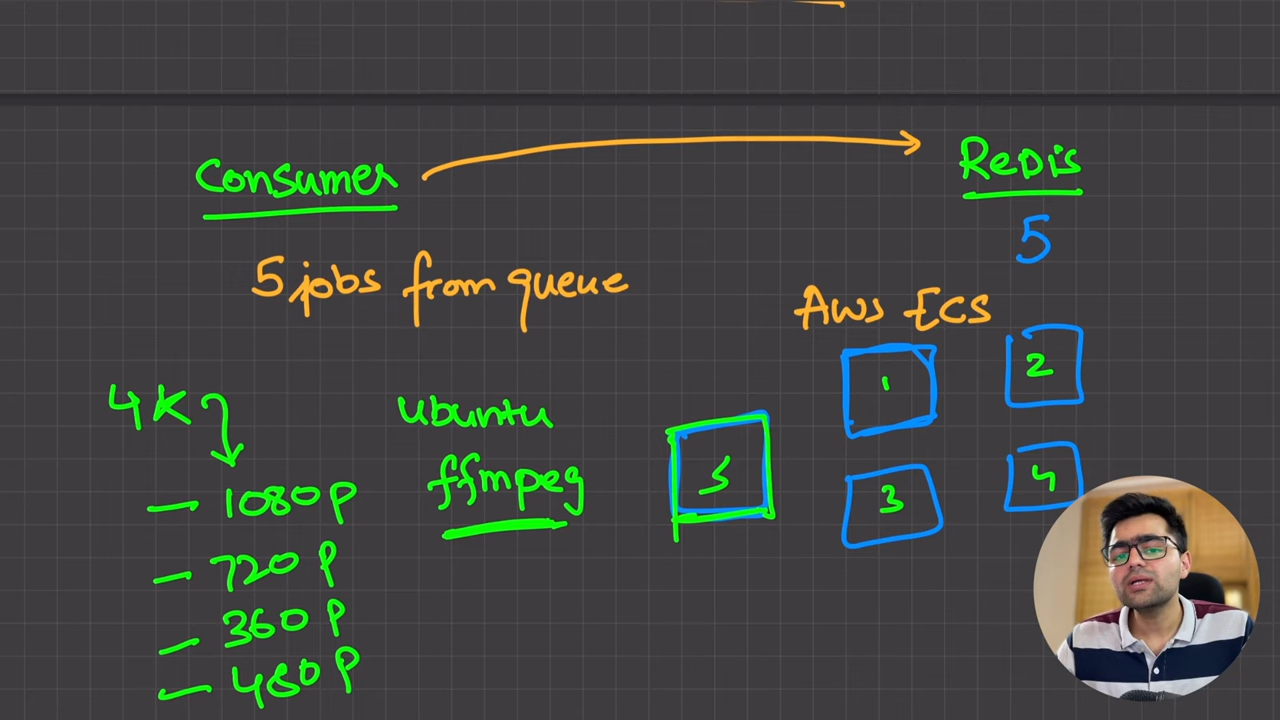 Consumer
Redis
5
5 jobs from queue
Aws ECS
1
2
4K
ubuntu
5
3
4
ffmpeg
- 1080p
- 720p
- 360p
- 480p